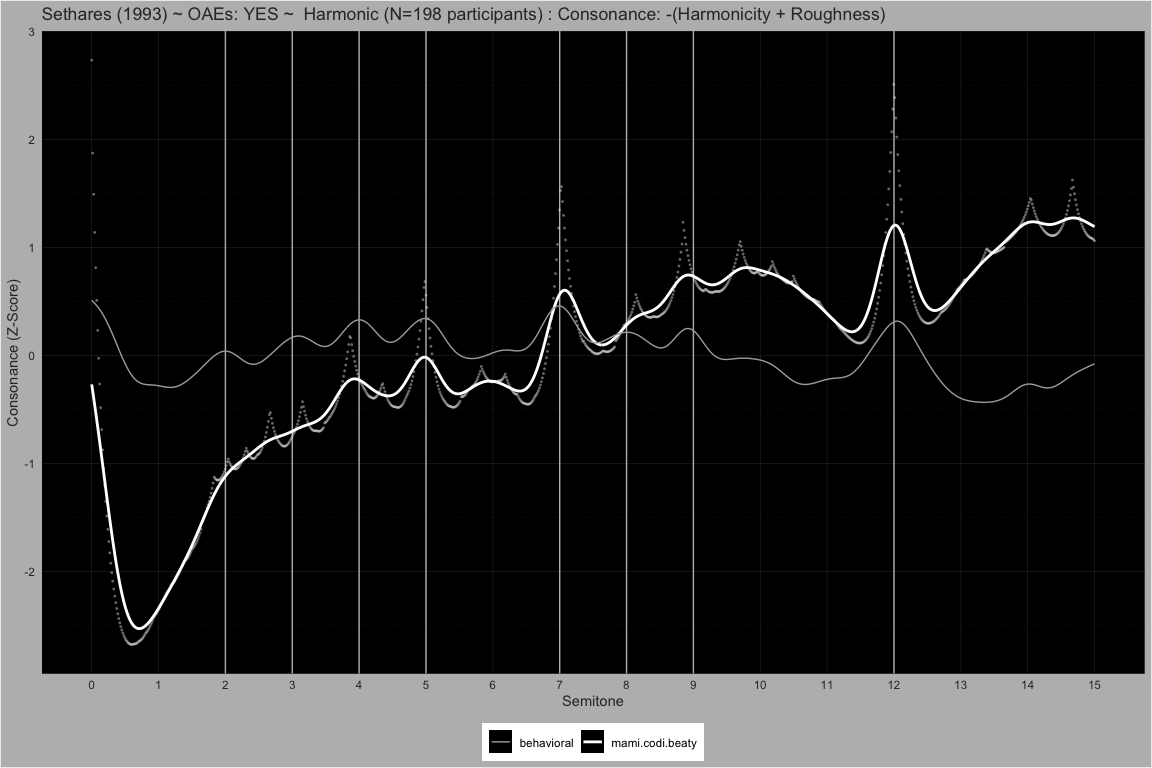 Sethares (1993) ~ OAEs: YES ~  Harmonic (N=198 participants) : Consonance: -(Harmonicity + Roughness)
3
2
1
0
-1
-2
Consonance (Z-Score)
0 1 2 3 4 5 6 7 8 9 10 11 12 13 14 15
Semitone
behavioral mami.codi.beaty